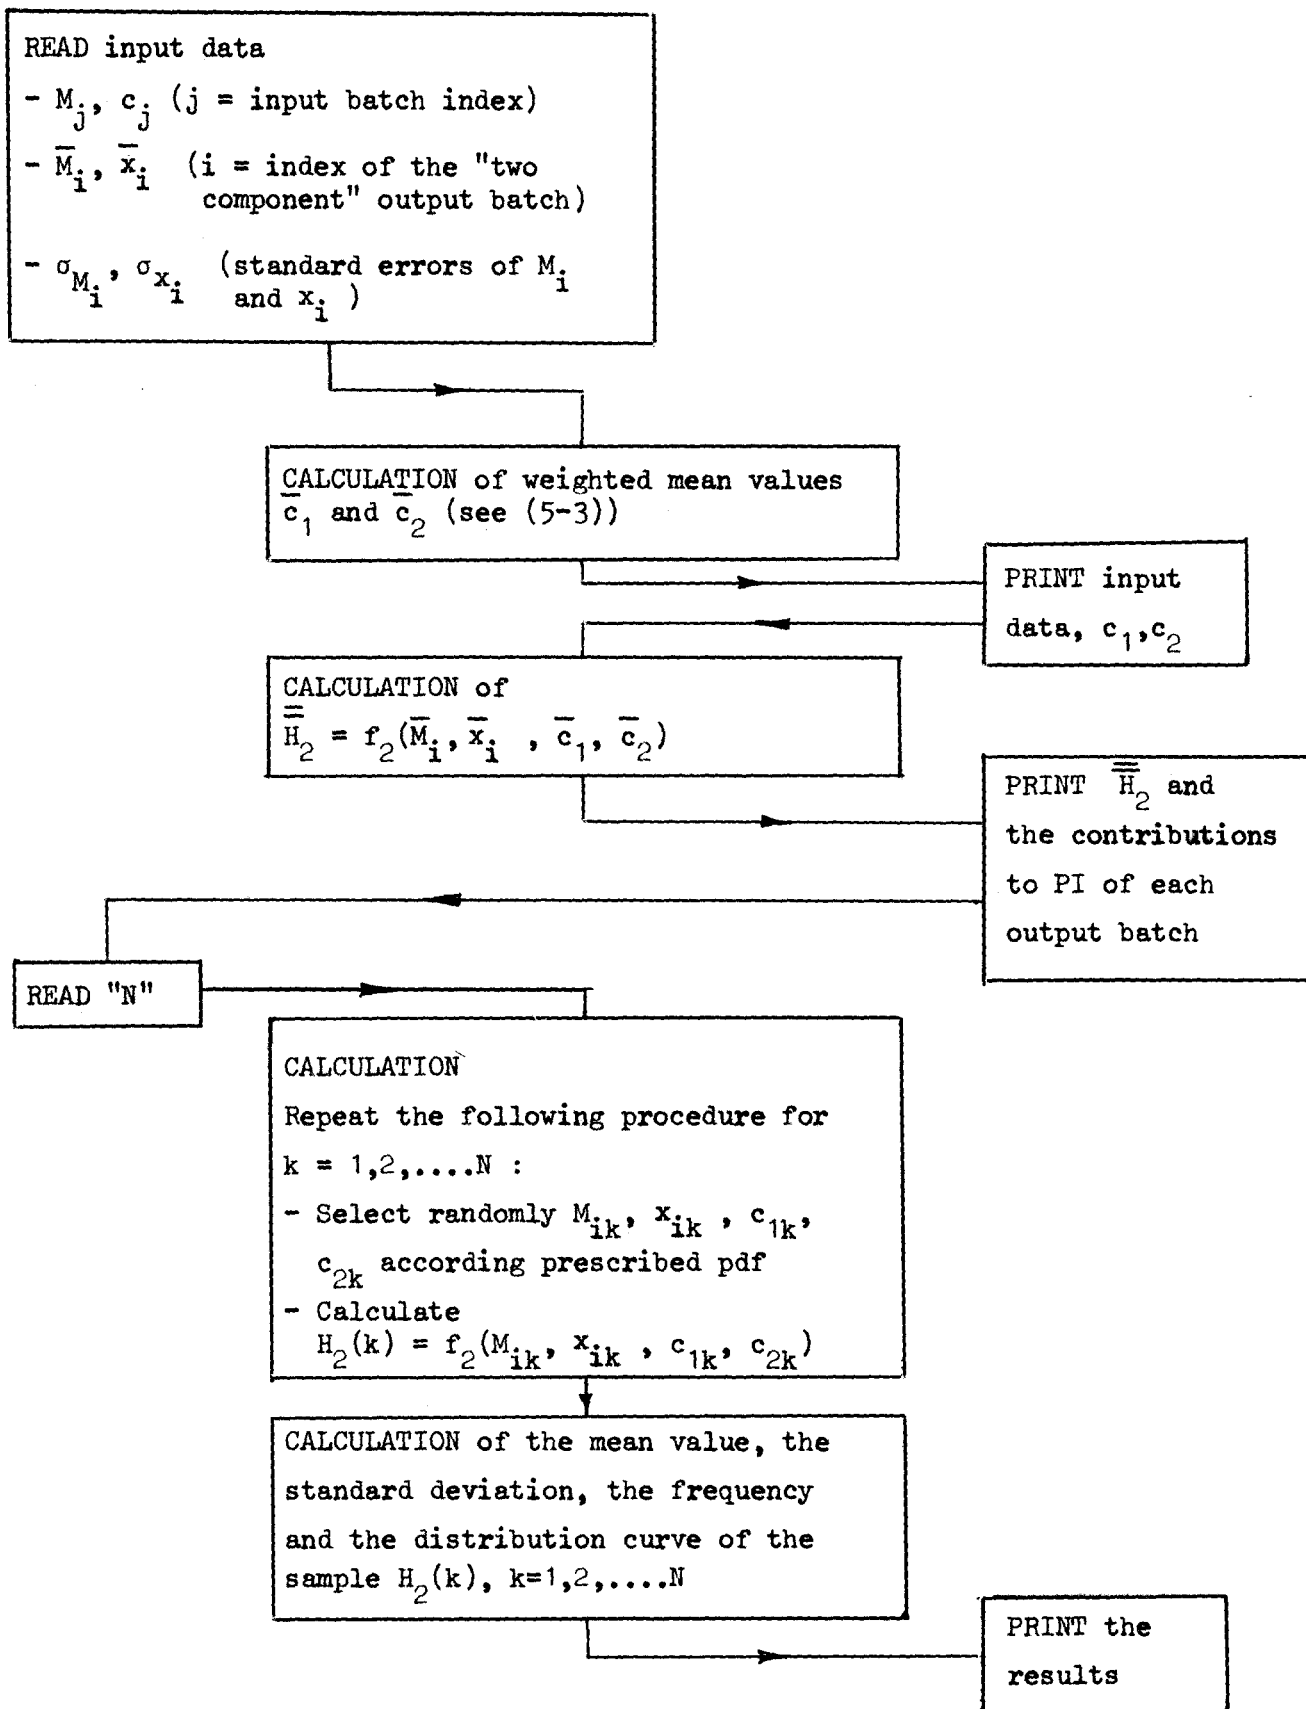 READ input data
- M_j, c_j (j = input batch index)
- M̄_i, x̄_i (i = index of the "two
component" output batch)
- σ_M_i, σ_x_i (standard errors of M_i
and x_i )
CALCULATION of weighted mean values
c̄_1 and c̄_2 (see (5-3))
PRINT input
data, c_1,c_2
CALCULATION of
H̿_2 = f_2(M̄_i, x̄_i , c̄_1, c̄_2)
PRINT H̿_2 and
the contributions
to PI of each
output batch
READ "N"
CALCULATION
Repeat the following procedure for
k = 1,2,....N :
- Select randomly M_ik, x_ik , c_1k,
c_2k according prescribed pdf
- Calculate
H_2(k) = f_2(M_ik, x_ik , c_1k, c_2k)
CALCULATION of the mean value, the
standard deviation, the frequency
and the distribution curve of the
sample H_2(k), k=1,2,....N
PRINT the
results